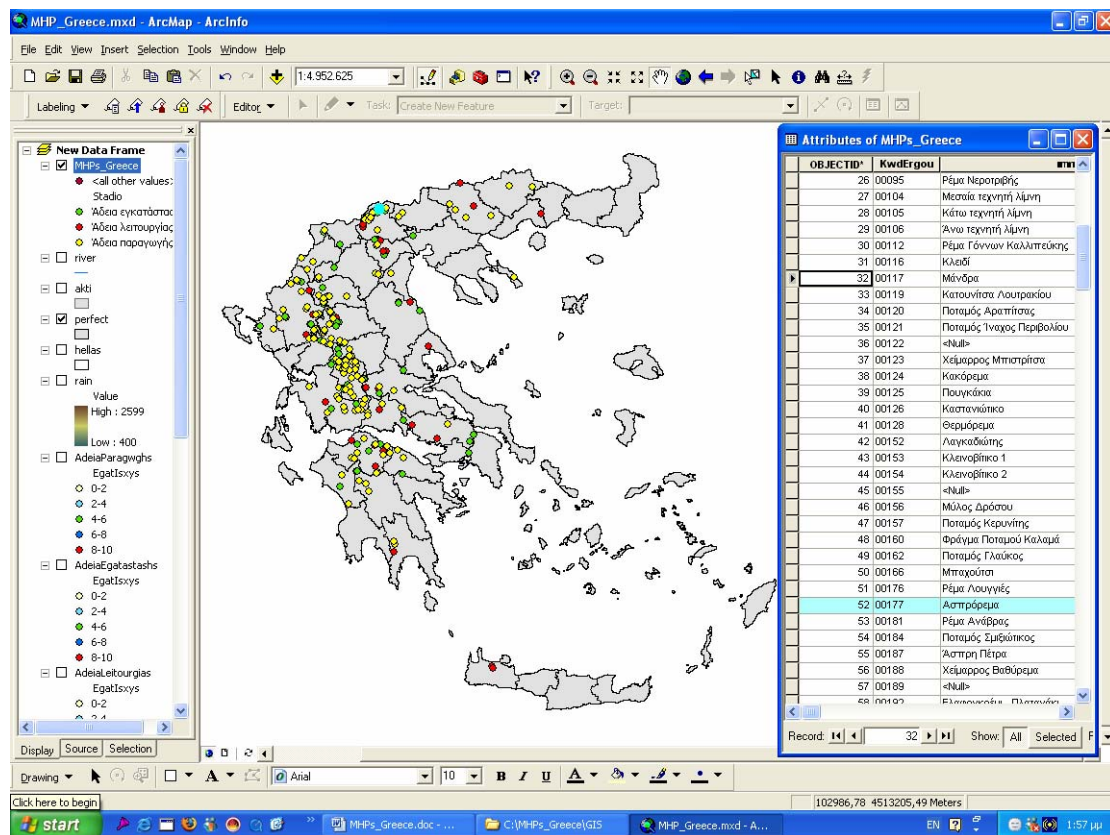 MHP_Greece.mxd - ArcMap - ArcInfo
File Edit View Insert Selection Tools Window Help
1:4.952.625
Labeling Editor Task: Create New Feature Target:
New Data Frame
MHPs_Greece
<all other values>
Stadio
Άδεια εγκατάστας
Άδεια λειτουργίας
Άδεια παραγωγής
river
akti
perfect
hellas
rain
Value
High : 2599
Low : 400
AdeiaParagwghs
EgatIsxys
0-2
2-4
4-6
6-8
8-10
AdeiaEgatastashs
EgatIsxys
0-2
2-4
4-6
6-8
8-10
AdeiaLeitourgias
EgatIsxys
0-2
2-4
Display Source Selection
Attributes of MHPs_Greece
OBJECTID* KwdErgou
26 00095 Ρέμα Νεροτριβής
27 00104 Μεσαία τεχνητή λίμνη
28 00105 Κάτω τεχνητή λίμνη
29 00106 Άνω τεχνητή λίμνη
30 00112 Ρέμα Γόννων Καλλιπεύκης
31 00116 Κλειδί
32 00117 Μάνδρα
33 00119 Κατουνίτσα Λουτρακίου
34 00120 Ποταμός Αραπίτσας
35 00121 Ποταμός Ίναχος Περιβολίου
36 00122 <Null>
37 00123 Χείμαρρος Μπιστρίτσα
38 00124 Κακόρεμα
39 00125 Πουγκάκια
40 00126 Καστανιώτικο
41 00128 Θερμόρεμα
42 00152 Λαγκαδιώτης
43 00153 Κλεινοβίτικο 1
44 00154 Κλεινοβίτικο 2
45 00155 <Null>
46 00156 Μύλος Δρόσου
47 00157 Ποταμός Κερυνίτης
48 00160 Φράγμα Ποταμού Καλαμά
49 00162 Ποταμός Γλαύκος
50 00166 Μπαχούτσι
51 00176 Ρέμα Λουγγιές
52 00177 Ασπρόρεμα
53 00181 Ρέμα Ανάβρας
54 00184 Ποταμός Σμιξιώτικος
55 00187 Άσπρη Πέτρα
56 00188 Χείμαρρος Βαθύρεμα
57 00189 <Null>
58 00192
Record: 32 Show: All Selected
Drawing Arial 10 B I U A
Click here to begin
102986,78 4513205,49 Meters
start MHPs_Greece.doc - ... C:\MHPs_Greece\GIS MHP_Greece.mxd - A... EN 1:57 μμ